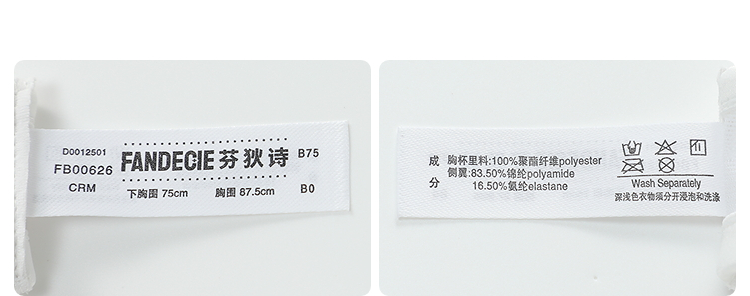 D0012501
FANDECIE 芬狄诗
B75
FB00626
CRM
下胸围 75cm 胸围 87.5cm
B0
成分
胸杯里料:100%聚酯纤维polyester
侧翼:83.50%锦纶polyamide
16.50%氨纶elastane
Wash Separately
深浅色衣物须分开浸泡和洗涤